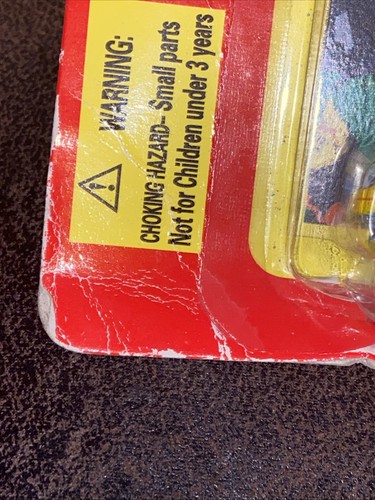 WARNING:
CHOKING HAZARD- Small parts
Not for Children under 3 years